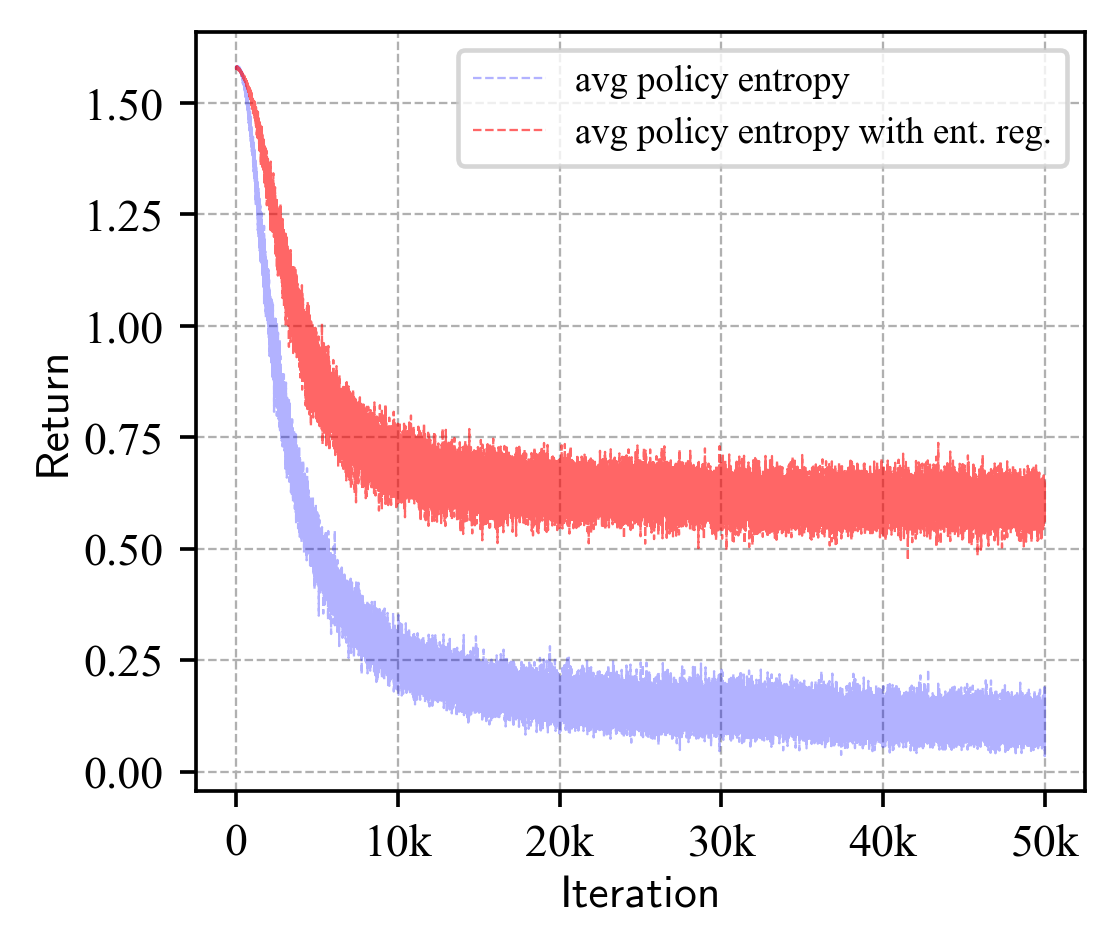 avg policy entropy
avg policy entropy with ent. reg.
1.50
1.25
1.00
0.75
0.50
0.25
0.00
Return
0 10k 20k 30k 40k 50k
Iteration